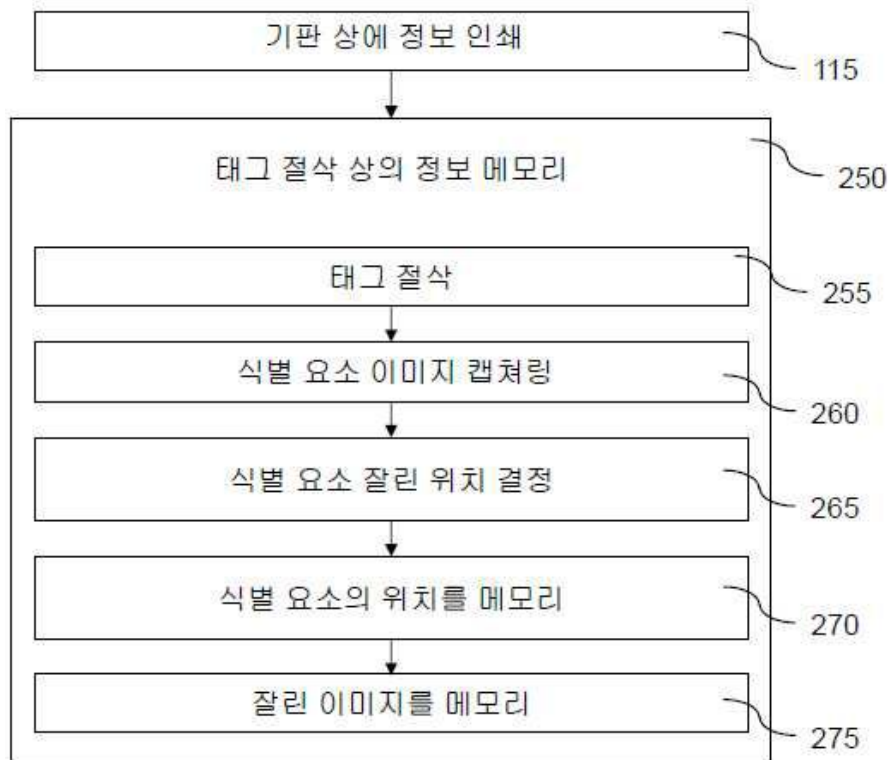 기판 상에 정보 인쇄
115
태그 절삭 상의 정보 메모리
250
태그 절삭
255
식별 요소 이미지 캡쳐링
260
식별 요소 잘린 위치 결정
265
식별 요소의 위치를 메모리
270
잘린 이미지를 메모리
275